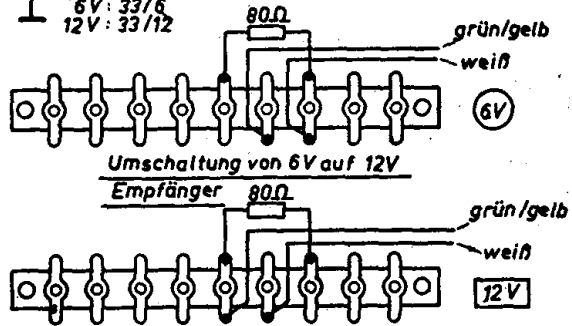 6V: 33/6
12V: 33/12
80Ω
grün/gelb
weiß
6V
Umschaltung von 6V auf 12V
Empfänger
80Ω
grün/gelb
weiß
12V